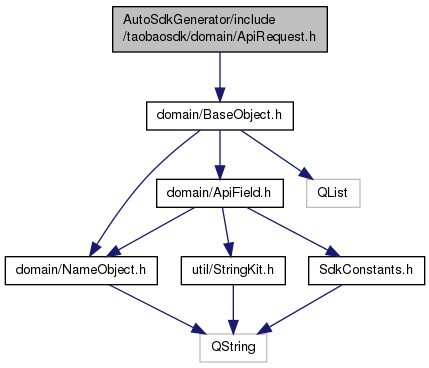 AutoSdkGenerator/include
/taobaosdk/domain/ApiRequest.h
domain/BaseObject.h
domain/ApiField.h
QList
domain/NameObject.h
util/StringKit.h
SdkConstants.h
QString